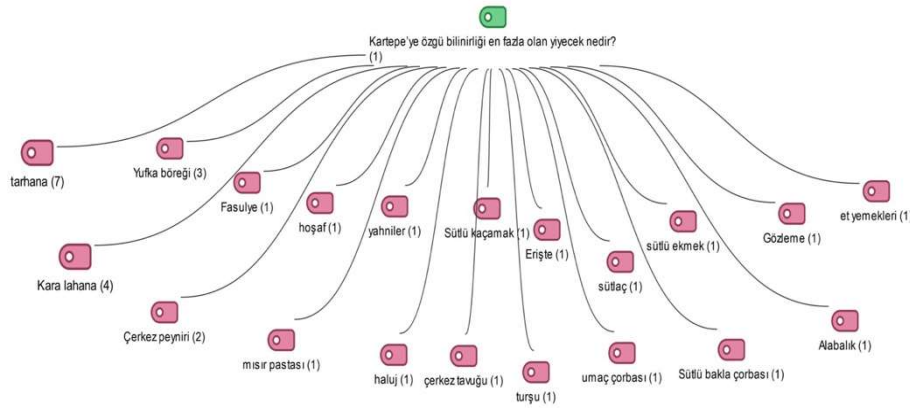 Kartepe'ye özgü bilinirliği en fazla olan yiyecek nedir?
(1)
tarhana (7)
Yufka böreği (3)
Fasulye (1)
hoşaf (1)
yahniler (1)
Sütlü kaçamak (1)
Erişte (1)
sütlü ekmek (1)
Gözleme (1)
et yemekleri (1
Kara lahana (4)
sütlaç (1)
Çerkez peyniri (2)
mısır pastası (1)
haluj (1)
çerkez tavuğu (1)
turşu (1)
umaç çorbası (1)
Sütlü bakla çorbası (1)
Alabalık (1)